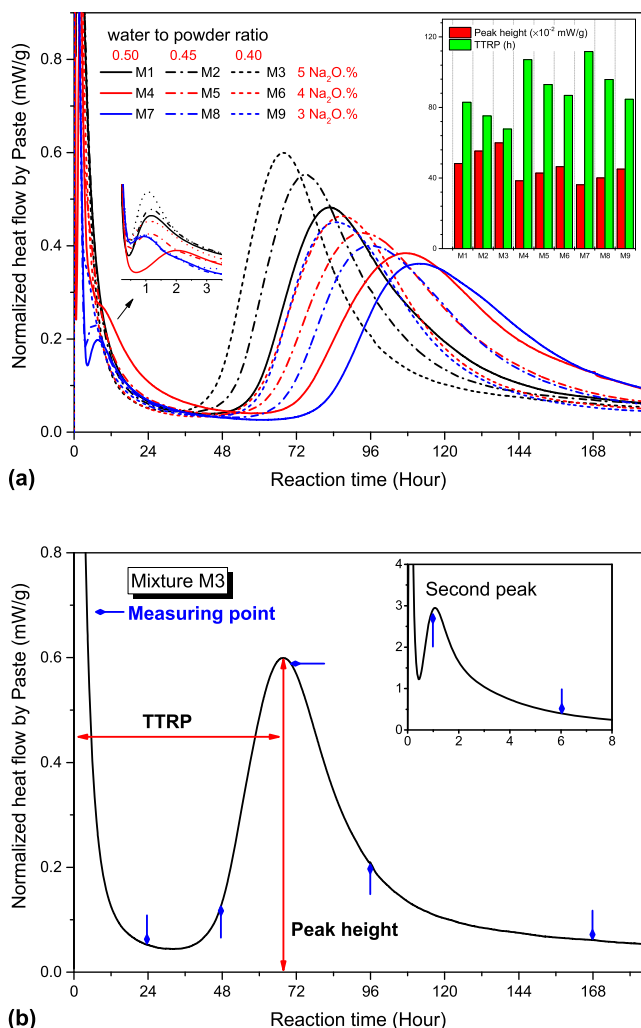 water to powder ratio
0.50 0.45 0.40
M1 M2 M3 5 Na₂O.%
M4 M5 M6 4 Na₂O.%
M7 M8 M9 3 Na₂O.%
Peak height (×10⁻² mW/g)
TTRP (h)
120
80
40
0
M1 M2 M3 M4 M5 M6 M7 M8 M9
1 2 3
Normalized heat flow by Paste (mW/g)
0.8
0.6
0.4
0.2
0.0
0 24 48 72 96 120 144 168
Reaction time (Hour)
(a)
Mixture M3
Measuring point
TTRP
Peak height
Second peak
4
3
2
1
0
0 2 4 6 8
Normalized heat flow by Paste (mW/g)
0.8
0.6
0.4
0.2
0.0
0 24 48 72 96 120 144 168
Reaction time (Hour)
(b)